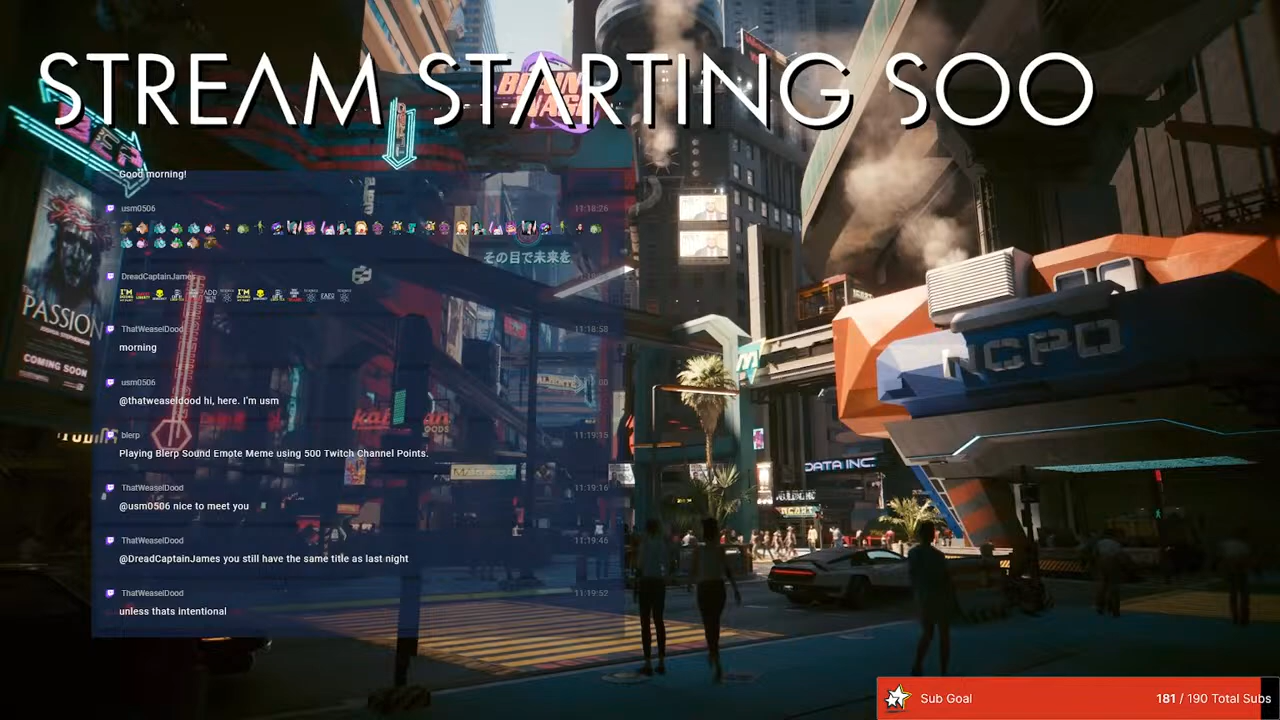 STREAM STARTING SOO
Good morning!
usm0506
11:18:26
その目で未来を
DreadCaptainJames
ThatWeaselDood
11:18:58
morning
usm0506
@thatweaseldood hi, here. I'm usm
blerp
11:19:15
Playing Blerp Sound Emote Meme using 500 Twitch Channel Points.
ThatWeaselDood
11:19:16
@usm0506 nice to meet you
ThatWeaselDood
11:19:46
@DreadCaptainJames you still have the same title as last night
ThatWeaselDood
11:19:52
unless thats intentional
PASSION
COMING SOON
NCPD
DATA INC.
Sub Goal
181 / 190 Total Subs